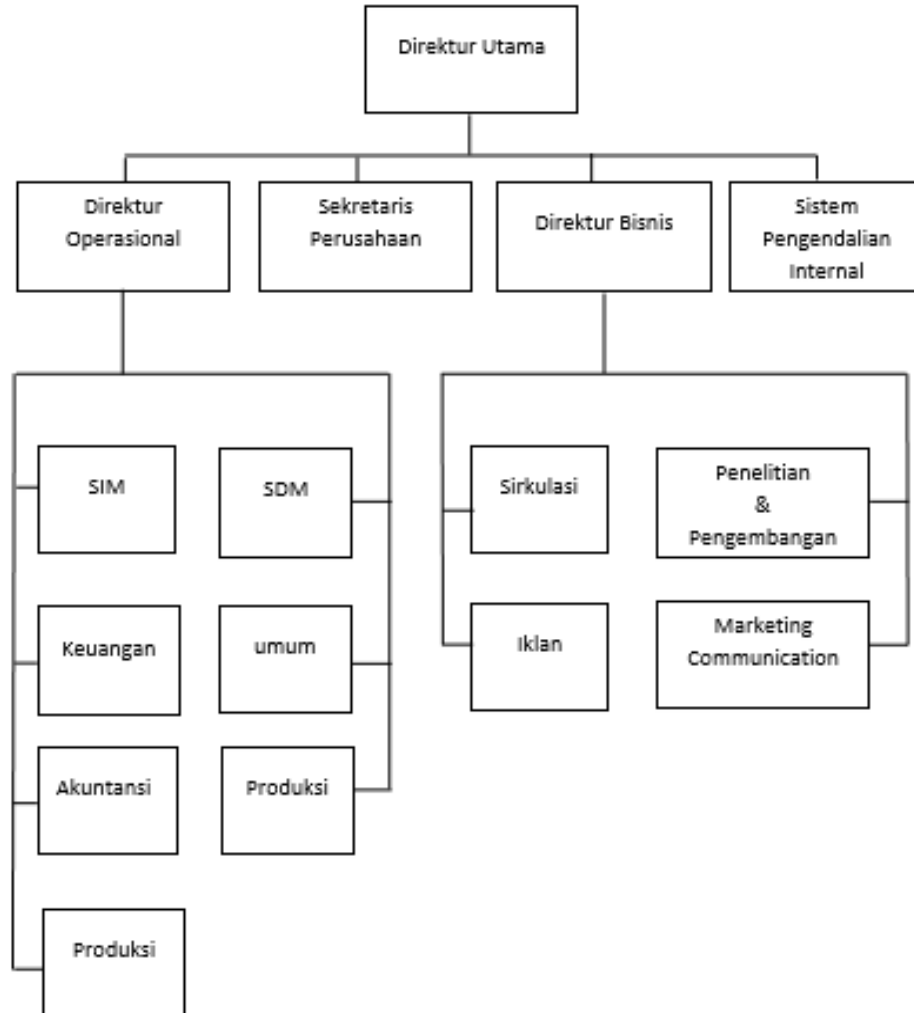 Direktur Utama
Direktur
Operasional
Sekretaris
Perusahaan
Direktur Bisnis
Sistem
Pengendalian
Internal
SIM
SDM
Sirkulasi
Penelitian
&
Pengembangan
Keuangan
umum
Iklan
Marketing
Communication
Akuntansi
Produksi
Produksi